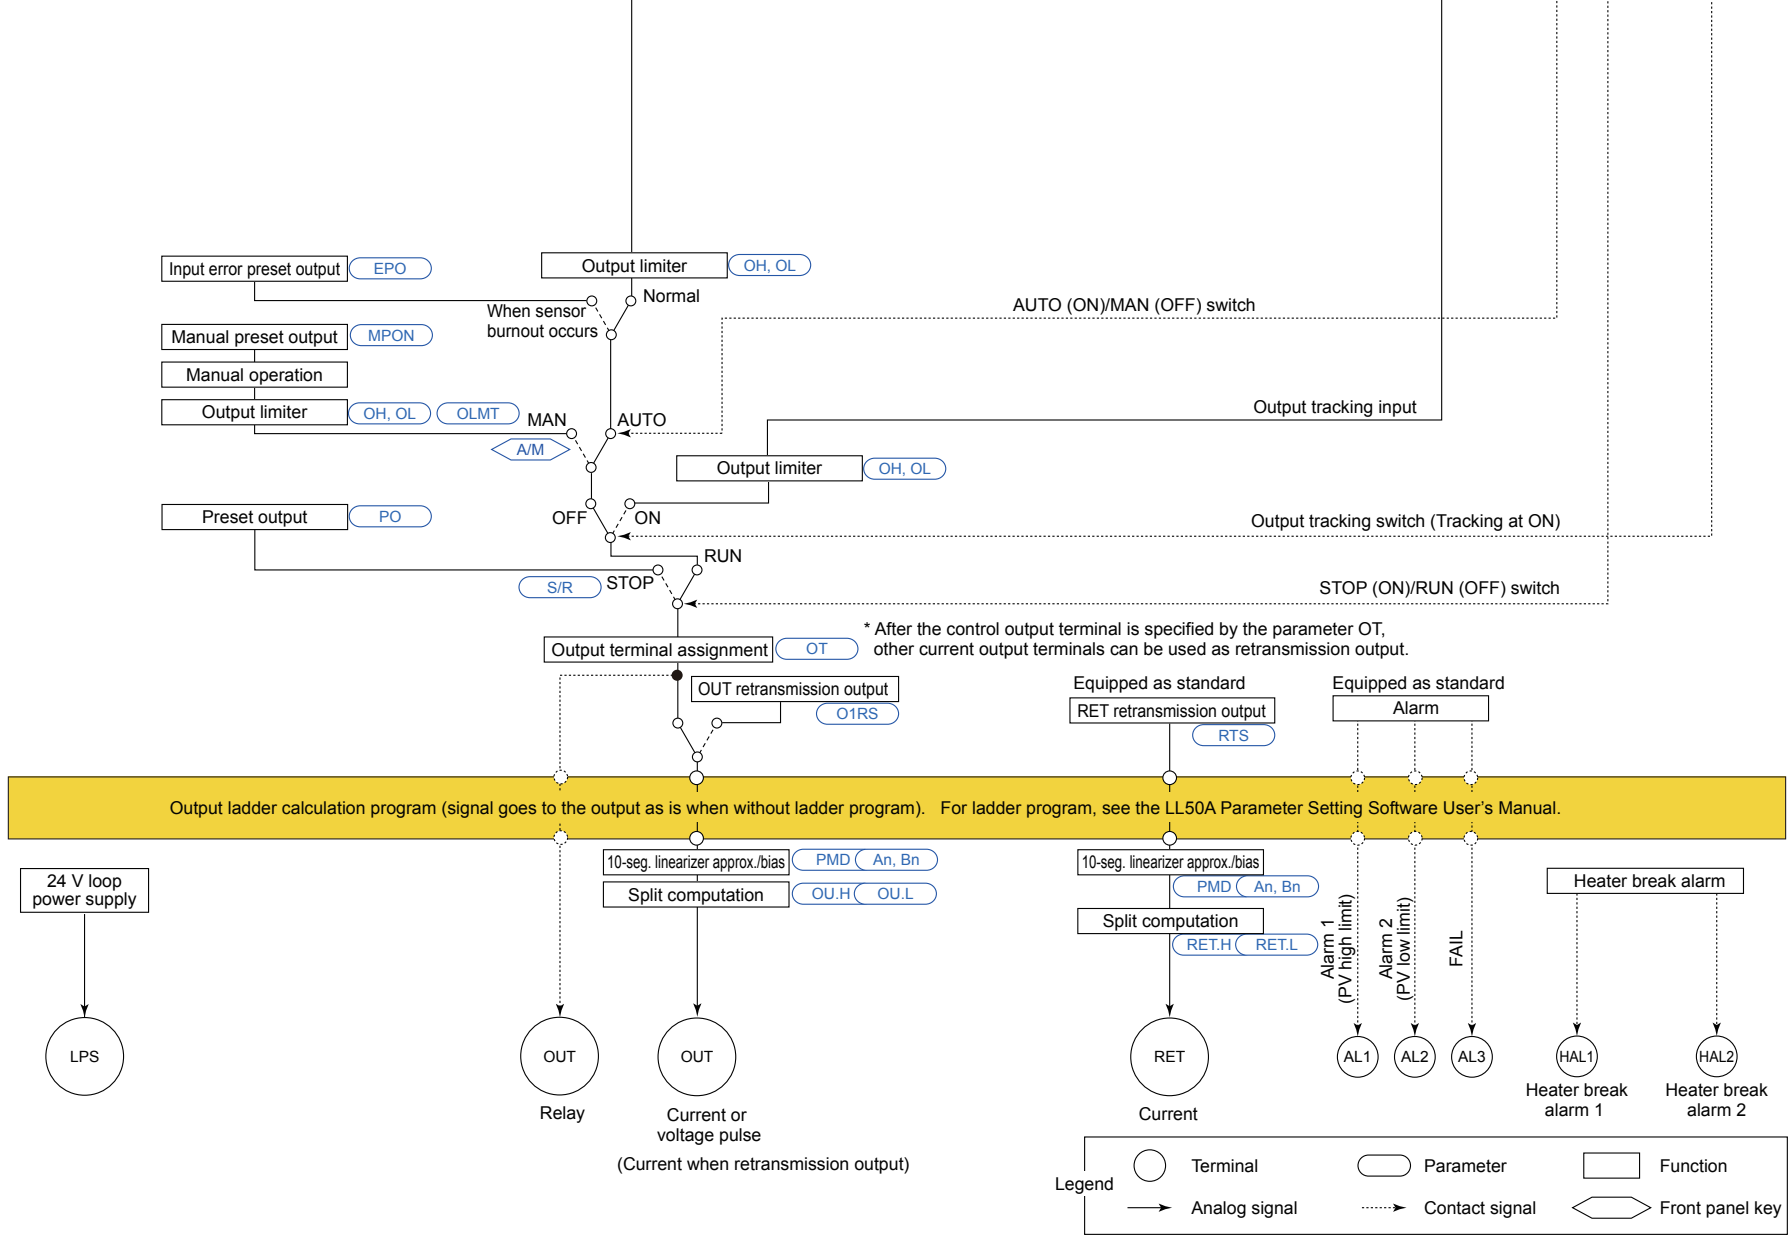 Input error preset output
EPO
Output limiter
OH, OL
When sensor
burnout occurs
Normal
AUTO (ON)/MAN (OFF) switch
Manual preset output
MPON
Manual operation
Output limiter
OH, OL
OLMT
MAN
AUTO
A/M
Output tracking input
Output limiter
OH, OL
OFF
ON
Preset output
PO
Output tracking switch (Tracking at ON)
RUN
S/R
STOP
STOP (ON)/RUN (OFF) switch
Output terminal assignment
OT
* After the control output terminal is specified by the parameter OT,
other current output terminals can be used as retransmission output.
OUT retransmission output
O1RS
Equipped as standard
RET retransmission output
RTS
Equipped as standard
Alarm
Output ladder calculation program (signal goes to the output as is when without ladder program). For ladder program, see the LL50A Parameter Setting Software User's Manual.
24 V loop
power supply
10-seg. linearizer approx./bias
PMD
An, Bn
Split computation
OU.H
OU.L
10-seg. linearizer approx./bias
PMD
An, Bn
Split computation
RET.H
RET.L
Alarm 1
(PV high limit)
Alarm 2
(PV low limit)
FAIL
Heater break alarm
LPS
OUT
OUT
RET
AL1
AL2
AL3
HAL1
HAL2
Relay
Current or
voltage pulse
(Current when retransmission output)
Current
Heater break
alarm 1
Heater break
alarm 2
Legend
Terminal
Parameter
Function
Analog signal
Contact signal
Front panel key